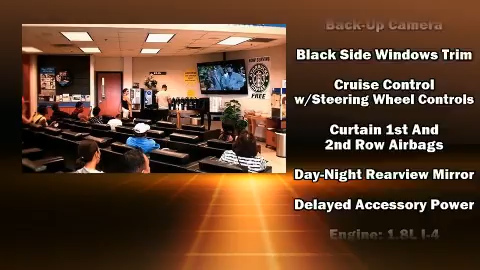 Back-Up Camera
Black Side Windows Trim
Cruise Control
w/Steering Wheel Controls
Curtain 1st And
2nd Row Airbags
Day-Night Rearview Mirror
Delayed Accessory Power
Engine: 1.8L I-4
FREE